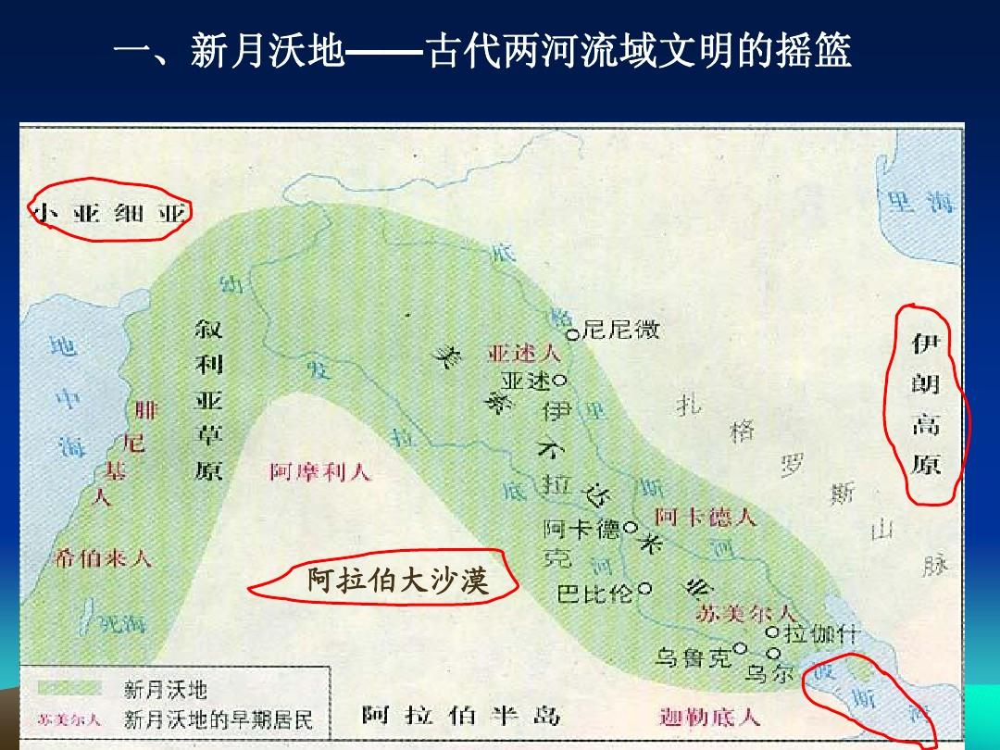 一、新月沃地——古代两河流域文明的摇篮
小亚细亚
里海
幼发拉底河
底格里斯河
地中海
叙利亚草原
腓尼基人
尼尼微
亚述人
亚述
美索不达米亚
伊拉克
伊朗高原
扎格罗斯山脉
阿摩利人
阿卡德人
阿卡德
希伯来人
阿拉伯大沙漠
巴比伦
苏美尔人
死海
拉伽什
乌鲁克
乌尔
波斯湾
新月沃地
苏美尔人 新月沃地的早期居民
阿拉伯半岛
迦勒底人